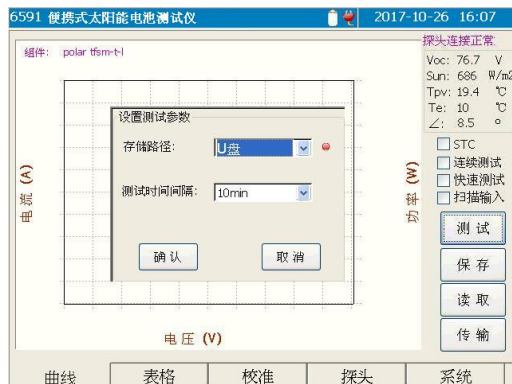 6591 便携式太阳能电池测试仪
2017-10-26 16:07
组件: polar tfsm-t-l
探头连接正常
Voc: 76.7 V
Sun: 686 W/m2
Tpv: 19.4 ℃
Te: 10 ℃
∠: 8.5 °
STC
连续测试
快速测试
扫描输入
设置测试参数
存储路径: U盘
测试时间间隔: 10min
确认 取消
电流 (A)
功率 (W)
电压 (V)
测试
保存
读取
传输
曲线 表格 校准 探头 系统